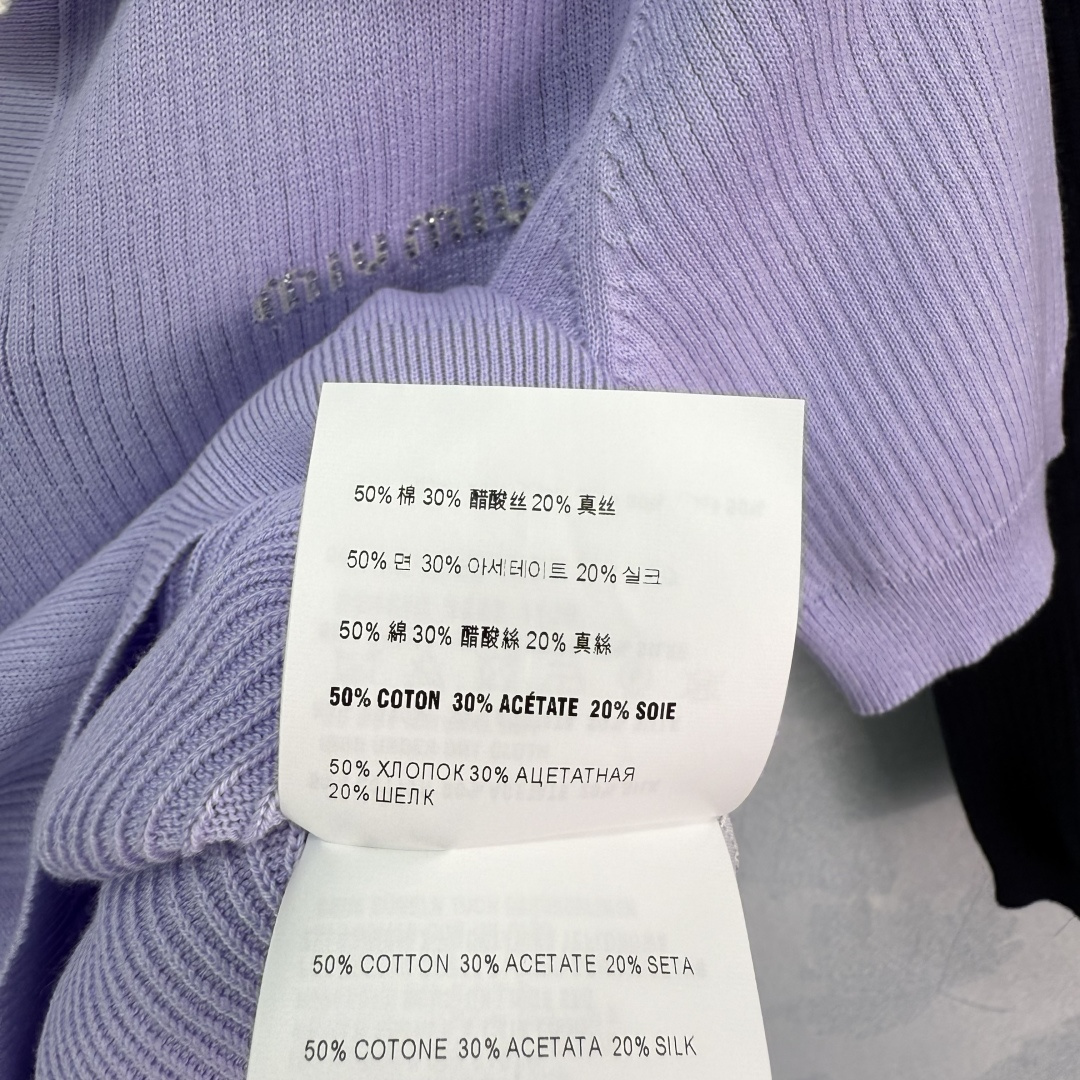 miu miu
50% 棉 30% 醋酸丝 20% 真丝
50% 면 30% 아세테이트 20% 실크
50% 綿 30% 醋酸絲 20% 真絲
50% COTON 30% ACÉTATE 20% SOIE
50% ХЛОПОК 30% АЦЕТАТНАЯ
20% ШЕЛК
50% COTTON 30% ACETATE 20% SETA
50% COTONE 30% ACETATA 20% SILK